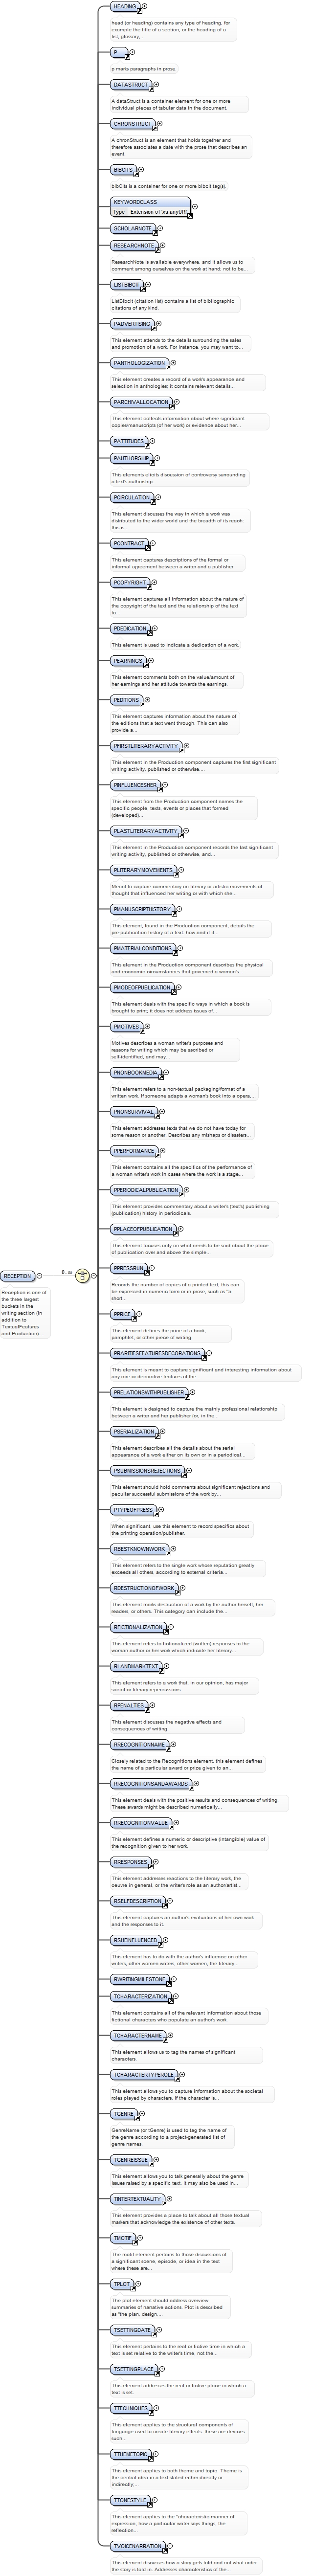 HEADING
head (or heading) contains any type of heading, for
example the title of a section, or the heading of a
list, glossary,...
P
p marks paragraphs in prose.
DATASTRUCT
A dataStruct is a container element for one or more
individual pieces of tabular data in the document.
CHRONSTRUCT
A chronStruct is an element that holds together and
therefore associates a date with the prose that describes an
event.
BIBCITS
bibCits is a container for one or more bibcit tag(s).
KEYWORDCLASS
Type Extension of 'xs:anyURI'
SCHOLARNOTE
RESEARCHNOTE
ResearchNote is available everywhere, and it allows us to
comment among ourselves on the work at hand, not to be...
LISTBIBCIT
ListBibcit (citation list) contains a list of bibliographic
citations of any kind.
PADVERTISING
This element attends to the details surrounding the sales
and promotion of a work. For instance, you may want to...
PANTHOLOGIZATION
This element creates a record of a work's appearance and
selection in anthologies; it contains relevant details...
PARCHIVALLOCATION
This element collects information about where significant
copies/manuscripts (of her work) or evidence about her...
PATTITUDES
PAUTHORSHIP
This elements elicits discussion of controversy surrounding
a text's authorship.
PCIRCULATION
This element discusses the way in which a work was
distributed to the wider world and the breadth of its reach:
this is...
PCONTRACT
This element captures descriptions of the formal or
informal agreement between a writer and a publisher.
PCOPYRIGHT
This element captures all information about the nature of
the copyright of the text and the relationship of the text
to...
PDEDICATION
This element is used to indicate a dedication of a work
PEARNINGS
This element comments both on the value/amount of
her earnings and her attitude towards the earnings.
PEDITIONS
This element captures information about the nature of
the editions that a text went through. This can also
provide a...
PFIRSTLITERARYACTIVITY
This element in the Production component captures the first significant
writing activity, published or otherwise....
PINFLUENCESHER
This element from the Production component names the
specific people, texts, events or places that formed
(developed)...
PLASTLITERARYACTIVITY
This element in the Production component records the last significant
writing activity, published or otherwise, and...
PLITERARYMOVEMENTS
Meant to capture commentary on literary or artistic movements of
thought that influenced her writing or with which she...
PMANUSCRIPTHISTORY
This element, found in the Production component, details the
pre-publication history of a text: how and if it...
PMATERIALCONDITIONS
This element in the Production component describes the physical
and economic circumstances that governed a woman's...
PMODEOFPUBLICATION
This element deals with the specific ways in which a book is
brought to print; it does not address issues of...
PMOTIVES
Motives describes a woman writer's purposes and
reasons for writing which may be ascribed or
self-identified, and may...
PNONBOOKMEDIA
This element refers to a non-textual packaging/format of a
written work. If someone adapts a woman's book into a opera,...
PNONSURVIVAL
This element addresses texts that we do not have today for
some reason or another. Describes any mishaps or disasters...
PPERFORMANCE
This element contains all the specifics of the performance of
a woman writer's work in cases where the work is a stage...
PPERIODICALPUBLICATION
This element provides commentary about a writer's (text's) publishing
(publication) history in periodicals.
PPLACEOFPUBLICATION
This element focuses only on what needs to be said about the place
of publication over and above the simple...
PPRESSRUN
Records the number of copies of a printed text; this can
be expressed in numeric form or in prose, such as "a
short...
PPRICE
This element defines the price of a book,
pamphlet, or other piece of writing.
PRARITIESFEATURESDECORATIONS
This element is meant to capture significant and interesting information about
any rare or decorative features of the...
PRELATIONSWITHPUBLISHER
This element is designed to capture the mainly professional relationship
between a writer and her publisher (or, in the...
PSERIALIZATION
This element describes all the details about the serial
appearance of a work either on its own or in a periodical...
RECEPTION
0..∞
Reception is one of
the three largest
buckets in the
writing section (in
addition to
TextualFeatures
and Production)....
PSUBMISSIONSREJECTIONS
This element should hold comments about significant rejections and
peculiar successful submissions of the work by...
PTYPEOFPRESS
When significant, use this element to record specifics about
the printing operation/publisher.
RBESTKNOWNWORK
This element refers to the single work whose reputation greatly
exceeds all others, according to external criteria...
RDESTRUCTIONOFWORK
This element marks destruction of a work by the author herself, her
readers, or others. This category can include the...
RFICTIONALIZATION
This element refers to fictionalized (written) responses to the
woman author or her work which indicate her literary...
RLANDMARKTEXT
This element refers to a work that, in our opinion, has major
social or literary repercussions.
RPENALTIES
This element discusses the negative effects and
consequences of writing.
RRECOGNITIONNAME
Closely related to the Recognitions element, this element defines
the name of a particular award or prize given to an...
RRECOGNITIONSANDAWARDS
This element deals with the positive results and consequences of writing.
These awards might be described numerically...
RRECOGNITIONVALUE
This element defines a numeric or descriptive (intangible) value of
the recognition given to her work.
RRESPONSES
This element addresses reactions to the literary work, the
oeuvre in general, or the writer's role as an author/artist...
RSELFDESCRIPTION
This element captures an author's evaluations of her own work
and the responses to it.
RSHEINFLUENCED
This element has to do with the author's influence on other
writers, other women writers, other women, the literary...
RWRITINGMILESTONE
TCHARACTERIZATION
This element contains all of the relevant information about those
fictional characters who populate an author's work.
TCHARACTERNAME
This element allows us to tag the names of significant
characters.
TCHARACTERTYPEROLE
This element allows you to capture information about the societal
roles played by characters. If the character is...
TGENRE
GenreName (or tGenre) is used to tag the name of
the genre according to a project-generated list of
genre names.
TGENREISSUE
This element allows you to talk generally about the genre
issues raised by a specific text. It may also be used in...
TINTERTEXTUALITY
This element provides a place to talk about all those textual
markers that acknowledge the existence of other texts.
TMOTIF
The motif element pertains to those discussions of
a significant scene, episode, or idea in the text
where these are...
TPLOT
The plot element should address overview
summaries of narrative actions. Plot is described
as "the plan, design,...
TSETTINGDATE
This element pertains to the real or fictive time in which a
text is set relative to the writer's time, not the...
TSETTINGPLACE
This element addresses the real or fictive place in which a
text is set.
TTECHNIQUES
This element applies to the structural components of
language used to create literary effects: these are devices
such...
TTHEMETOPIC
This element applies to both theme and topic. Theme is
the central idea in a text stated either directly or
indirectly;...
TTONESTYLE
This element applies to the "characteristic manner of
expression; how a particular writer says things; the
reflection...
TVOICENARRATION
This element discusses how a story gets told and not what order
the story is told in. Addresses characteristics of the...